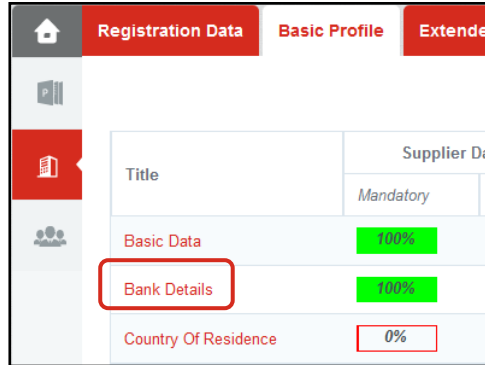 Registration Data Basic Profile Extende
P
Supplier Da
Title
Mandatory
Basic Data 100%
Bank Details 100%
Country Of Residence 0%